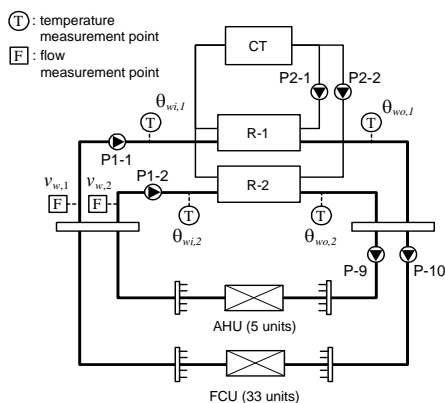 T : temperature
measurement point
F : flow
measurement point
CT
P2-1
P2-2
θwi,1
θwo,1
T
T
R-1
P1-1
vw,1
vw,2
P1-2
R-2
F
F
T
T
θwi,2
θwo,2
P-9
P-10
AHU (5 units)
FCU (33 units)